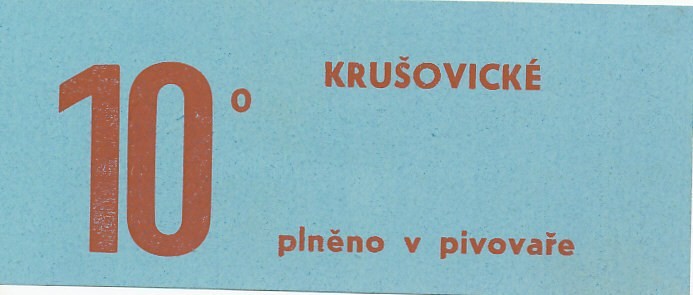 10°
KRUŠOVICKÉ
plněno v pivovaře